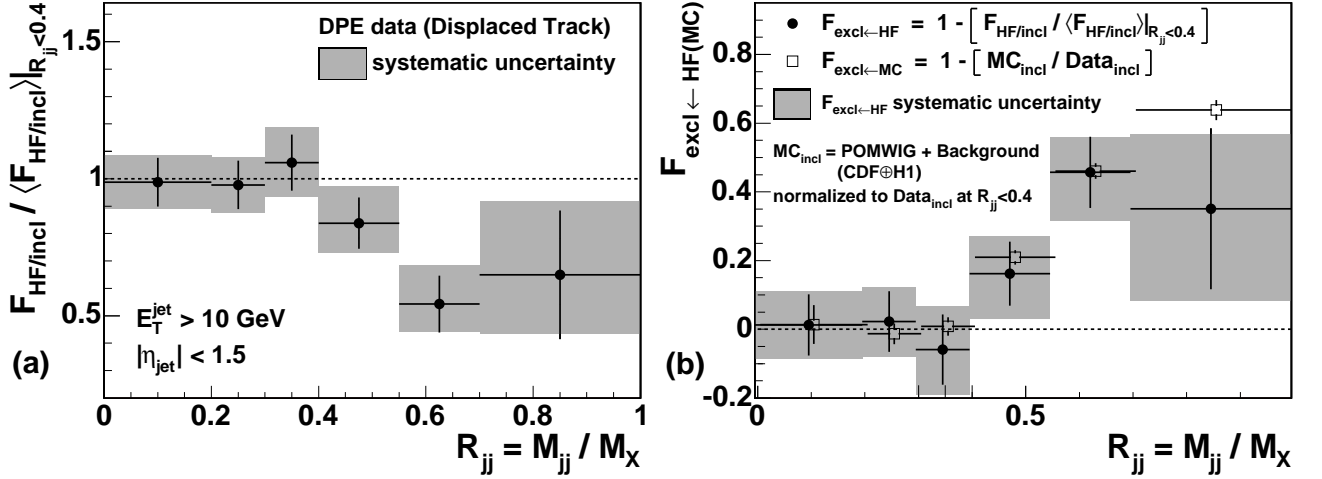 F_HF/incl / ⟨F_HF/incl⟩|_R_jj<0.4
1.5
1
0.5
DPE data (Displaced Track)
systematic uncertainty
E_T^jet > 10 GeV
|η_jet| < 1.5
(a)
0 0.2 0.4 0.6 0.8 1
R_jj = M_jj / M_X
F_excl← HF(MC)
0.8
0.6
0.4
0.2
0
-0.2
F_excl←HF = 1 - [ F_HF/incl / ⟨F_HF/incl⟩|_R_jj<0.4 ]
F_excl←MC = 1 - [ MC_incl / Data_incl ]
F_excl←HF systematic uncertainty
MC_incl = POMWIG + Background
(CDF⊕H1)
normalized to Data_incl at R_jj<0.4
(b)
0 0.5
R_jj = M_jj / M_X